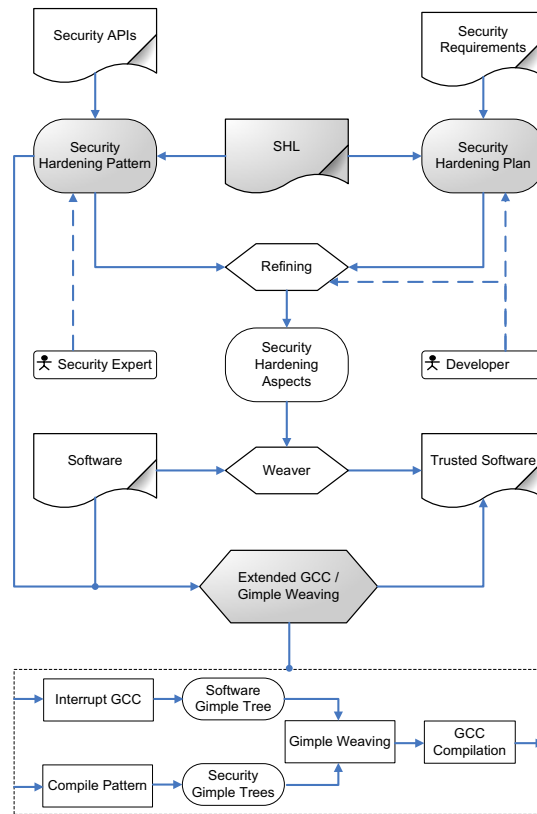 Security APIs
Security
Requirements
Security
Hardening Pattern
SHL
Security
Hardening Plan
Refining
Security Expert
Security
Hardening
Aspects
Developer
Software
Weaver
Trusted Software
Extended GCC /
Gimple Weaving
Interrupt GCC
Software
Gimple Tree
Gimple Weaving
GCC
Compilation
Compile Pattern
Security
Gimple Trees